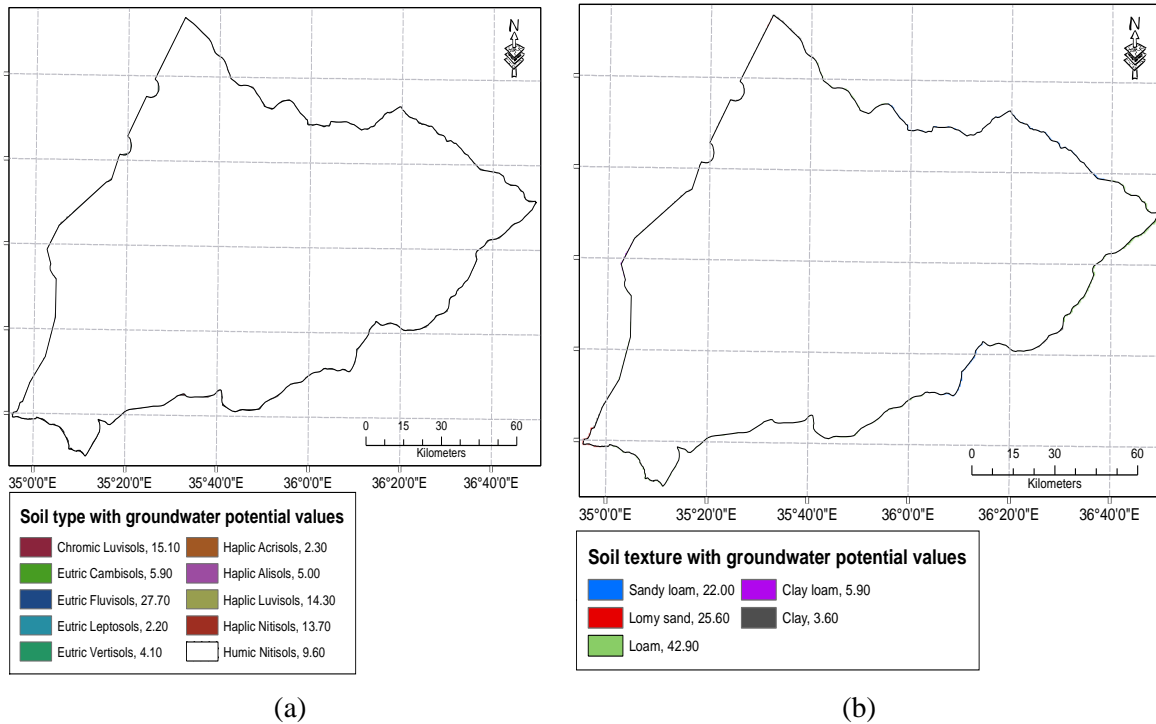 N
0 15 30 60
Kilometers
35°0'0"E 35°20'0"E 35°40'0"E 36°0'0"E 36°20'0"E 36°40'0"E
Soil type with groundwater potential values
Chromic Luvisols, 15.10
Eutric Cambisols, 5.90
Eutric Fluvisols, 27.70
Eutric Leptosols, 2.20
Eutric Vertisols, 4.10
Haplic Acrisols, 2.30
Haplic Alisols, 5.00
Haplic Luvisols, 14.30
Haplic Nitisols, 13.70
Humic Nitisols, 9.60
(a)
N
0 15 30 60
Kilometers
35°0'0"E 35°20'0"E 35°40'0"E 36°0'0"E 36°20'0"E 36°40'0"E
Soil texture with groundwater potential values
Sandy loam, 22.00
Lomy sand, 25.60
Loam, 42.90
Clay loam, 5.90
Clay, 3.60
(b)